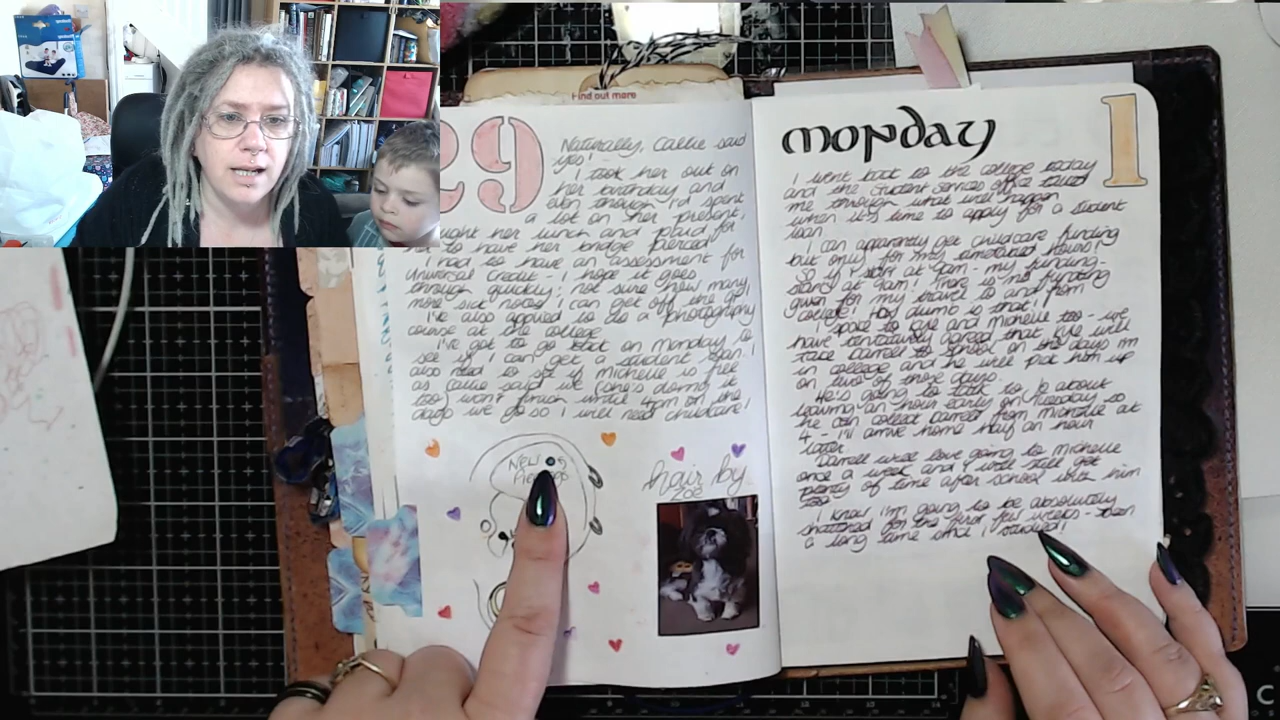 Find out more
29
Naturally, Callie said
yes!
I took her out on
her birthday and
even though I'd spent
a lot on her present,
bought her lunch and paid for
her to have her bridge pierced
I had to have an assessment for
Universal Credit - I hope it goes
through quickly; not sure how many
more sick notes I can get off the GP
I've also applied to do a photography
course at the college
I've got to go back on Monday to
see if I can get a student loan. I
also need to see if Michelle is free
as Callie said we (she's doing it
too) won't finish until 4pm on the
days we go so I will need childcare!
New
hair by
Zoe
monday
1
I went back to the college today
and the Student Services office talked
me through what will happen
when it's time to apply for a student
loan
I can apparently get childcare funding
but only for my timetabled hours!
So if I start at 9am - my funding
starts at 9am! There is not funding
given for my travel to and from
college! How dumb is that!
I spoke to Kyle and Michelle too - we
have tentatively agreed that Kyle will
take Darrell to school on the days I'm
in college and he will pick him up
on two of those days.
He's going to talk to about
leaving an hour early on Tuesday so
he can collect Darrell from Michelle at
4 - I'll arrive home half an hour
later
Darrell will love going to Michelle
once a week and I will still get
plenty of time after school with him
too
I know I'm going to be absolutely
shattered for the first few weeks - been
a long time since I studied!